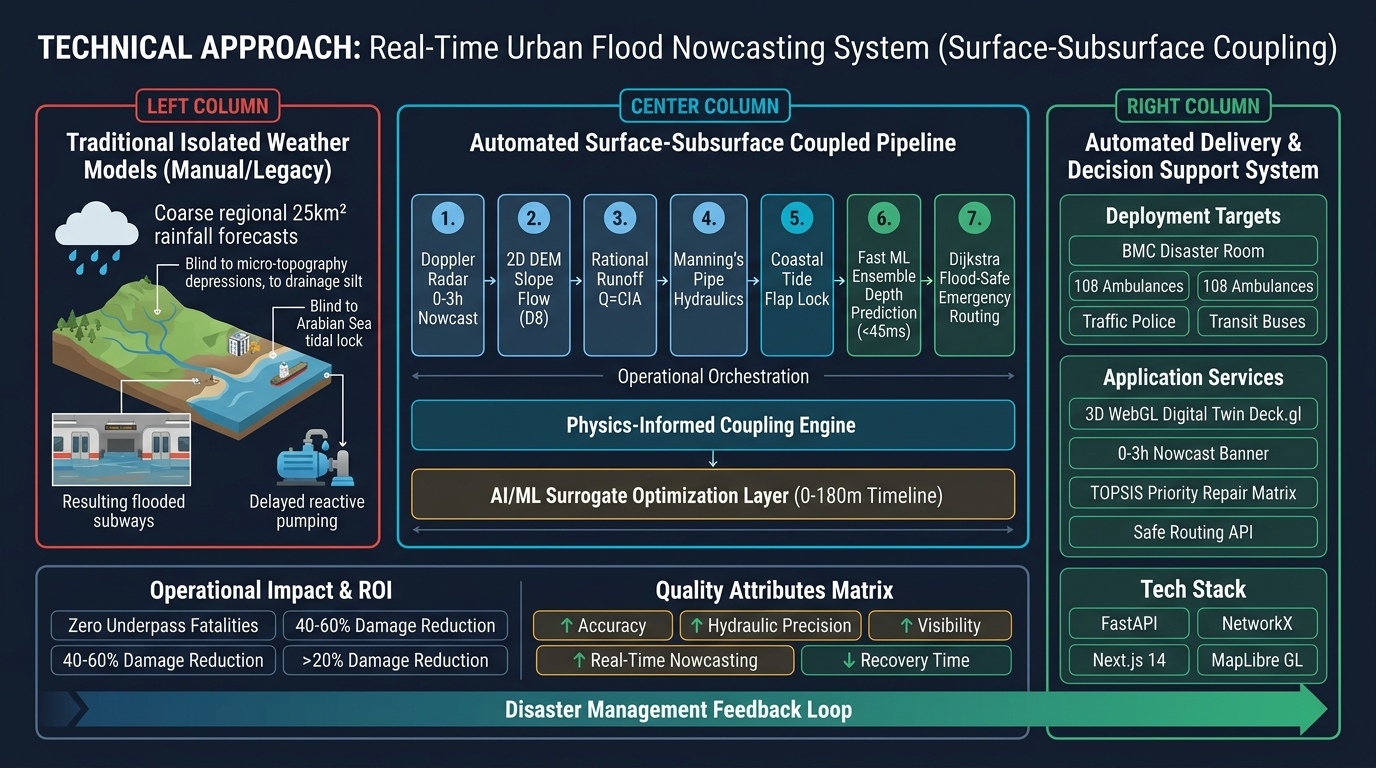 TECHNICAL APPROACH: Real-Time Urban Flood Nowcasting System (Surface-Subsurface Coupling)
LEFT COLUMN
Traditional Isolated Weather
Models (Manual/Legacy)
Coarse regional 25km²
rainfall forecasts
Blind to micro-topography
depressions, to drainage silt
Blind to
Arabian Sea
tidal lock
Resulting flooded
subways
Delayed reactive
pumping
CENTER COLUMN
Automated Surface-Subsurface Coupled Pipeline
1.
Doppler
Radar
0-3h
Nowcast
2.
2D DEM
Slope
Flow
(D8)
3.
Rational
Runoff
Q=CIA
4.
Manning's
Pipe
Hydraulics
5.
Coastal
Tide
Flap Lock
6.
Fast ML
Ensemble
Depth
Prediction
(<45ms)
7.
Dijkstra
Flood-Safe
Emergency
Routing
Operational Orchestration
Physics-Informed Coupling Engine
AI/ML Surrogate Optimization Layer (0-180m Timeline)
RIGHT COLUMN
Automated Delivery &
Decision Support System
Deployment Targets
BMC Disaster Room
108 Ambulances
108 Ambulances
Traffic Police
Transit Buses
Application Services
3D WebGL Digital Twin Deck.gl
0-3h Nowcast Banner
TOPSIS Priority Repair Matrix
Safe Routing API
Tech Stack
FastAPI
NetworkX
Next.js 14
MapLibre GL
Operational Impact & ROI
Zero Underpass Fatalities
40-60% Damage Reduction
40-60% Damage Reduction
>20% Damage Reduction
Quality Attributes Matrix
↑ Accuracy
↑ Hydraulic Precision
↑ Visibility
↑ Real-Time Nowcasting
↓ Recovery Time
Disaster Management Feedback Loop